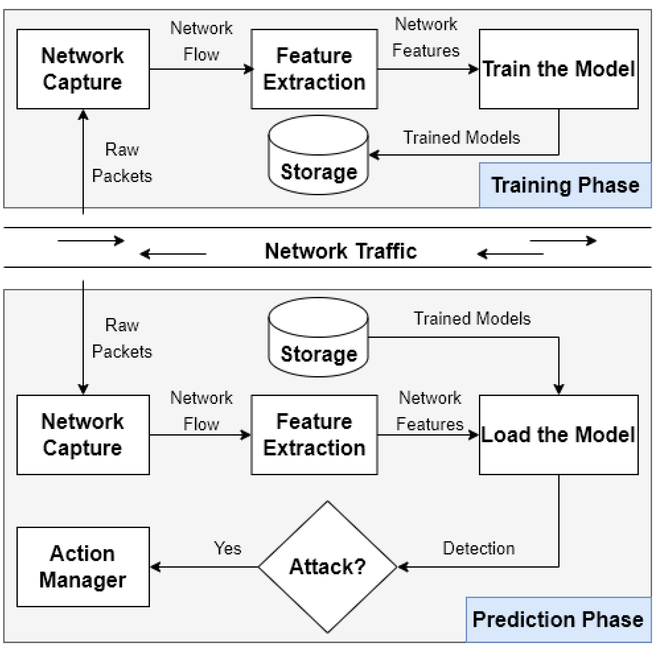 Network
Capture
Network
Flow
Feature
Extraction
Network
Features
Train the Model
Trained Models
Storage
Raw
Packets
Training Phase
Network Traffic
Raw
Packets
Storage
Trained Models
Network
Capture
Network
Flow
Feature
Extraction
Network
Features
Load the Model
Action
Manager
Yes
Attack?
Detection
Prediction Phase